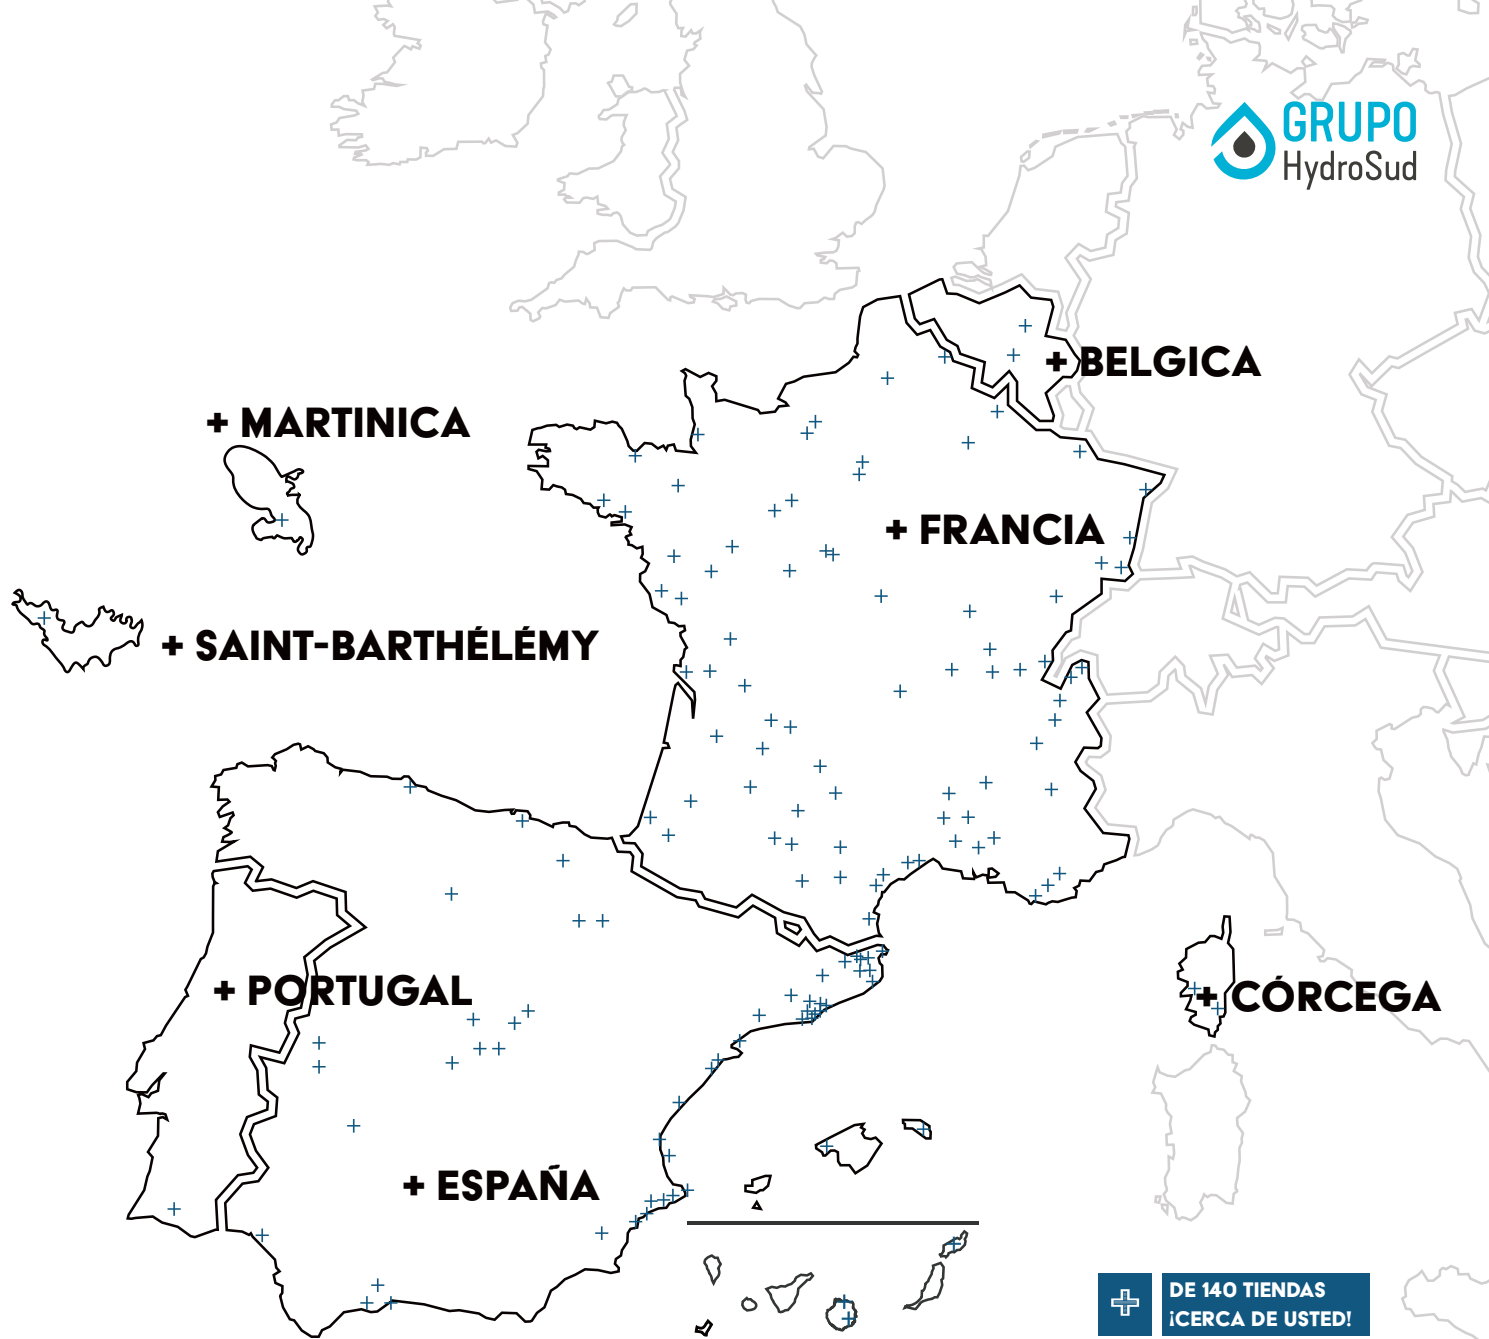 GRUPO
HydroSud
+ BELGICA
+ MARTINICA
+ FRANCIA
+ SAINT-BARTHÉLÉMY
+ PORTUGAL
+ CÓRCEGA
+ ESPAÑA
+ DE 140 TIENDAS
¡CERCA DE USTED!